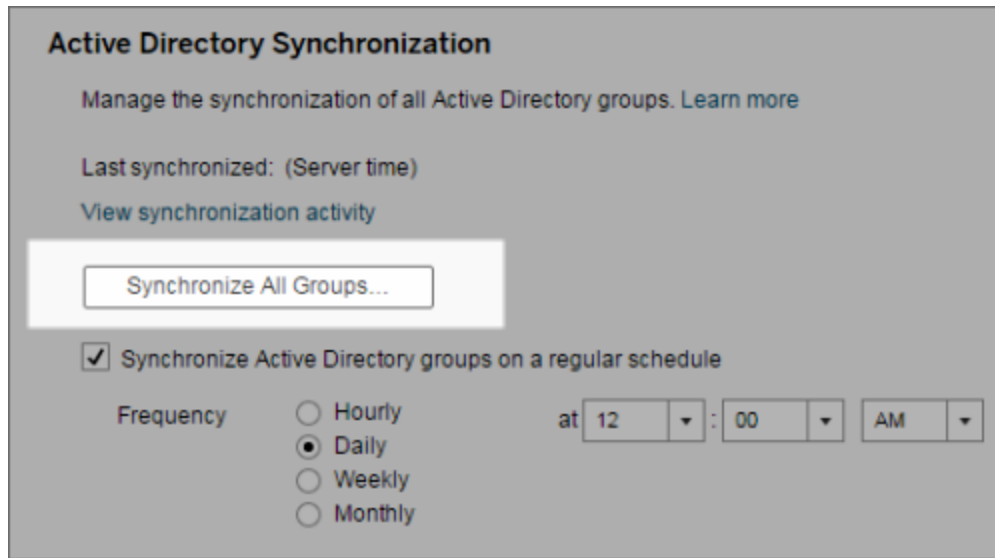 Active Directory Synchronization
Manage the synchronization of all Active Directory groups. Learn more
Last synchronized: (Server time)
View synchronization activity
Synchronize All Groups...
Synchronize Active Directory groups on a regular schedule
Frequency Hourly at 12 : 00 AM
Daily
Weekly
Monthly